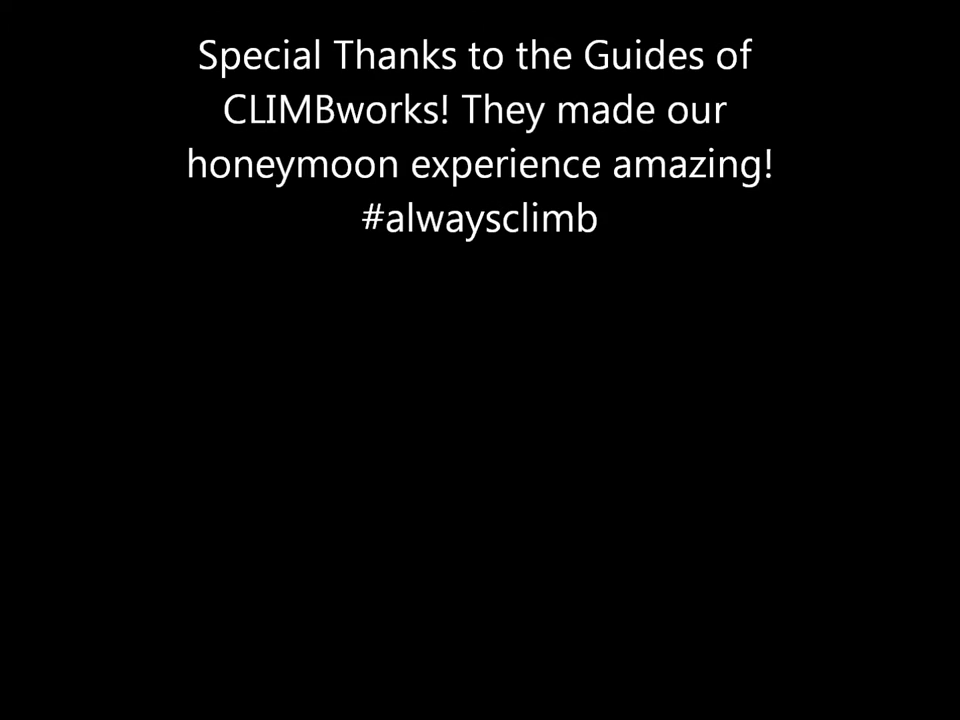 Special Thanks to the Guides of
CLIMBworks! They made our
honeymoon experience amazing!
#alwaysclimb